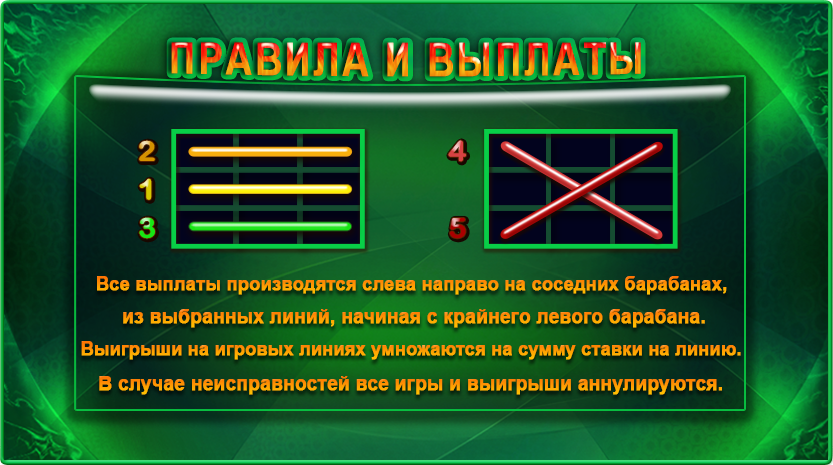 ПРАВИЛА И ВЫПЛАТЫ
2
1
3
4
5
Все выплаты производятся слева направо на соседних барабанах,
из выбранных линий, начиная с крайнего левого барабана.
Выигрыши на игровых линиях умножаются на сумму ставки на линию.
В случае неисправностей все игры и выигрыши аннулируются.